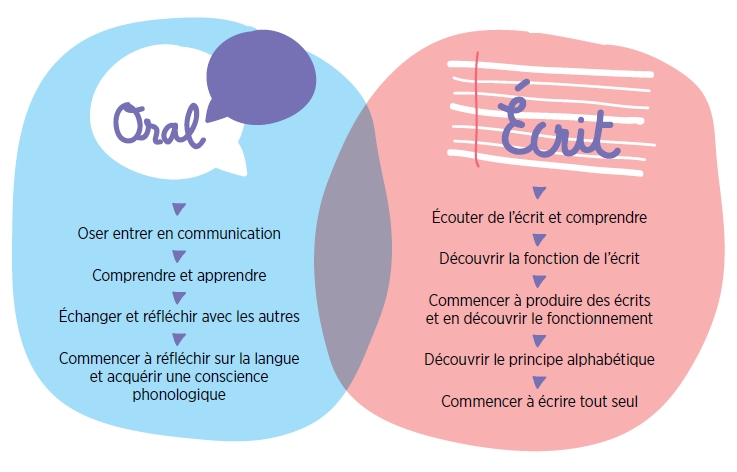 Oral
Oser entrer en communication
Comprendre et apprendre
Échanger et réfléchir avec les autres
Commencer à réfléchir sur la langue
et acquérir une conscience
phonologique
Écrit
Écouter de l'écrit et comprendre
Découvrir la fonction de l'écrit
Commencer à produire des écrits
et en découvrir le fonctionnement
Découvrir le principe alphabétique
Commencer à écrire tout seul